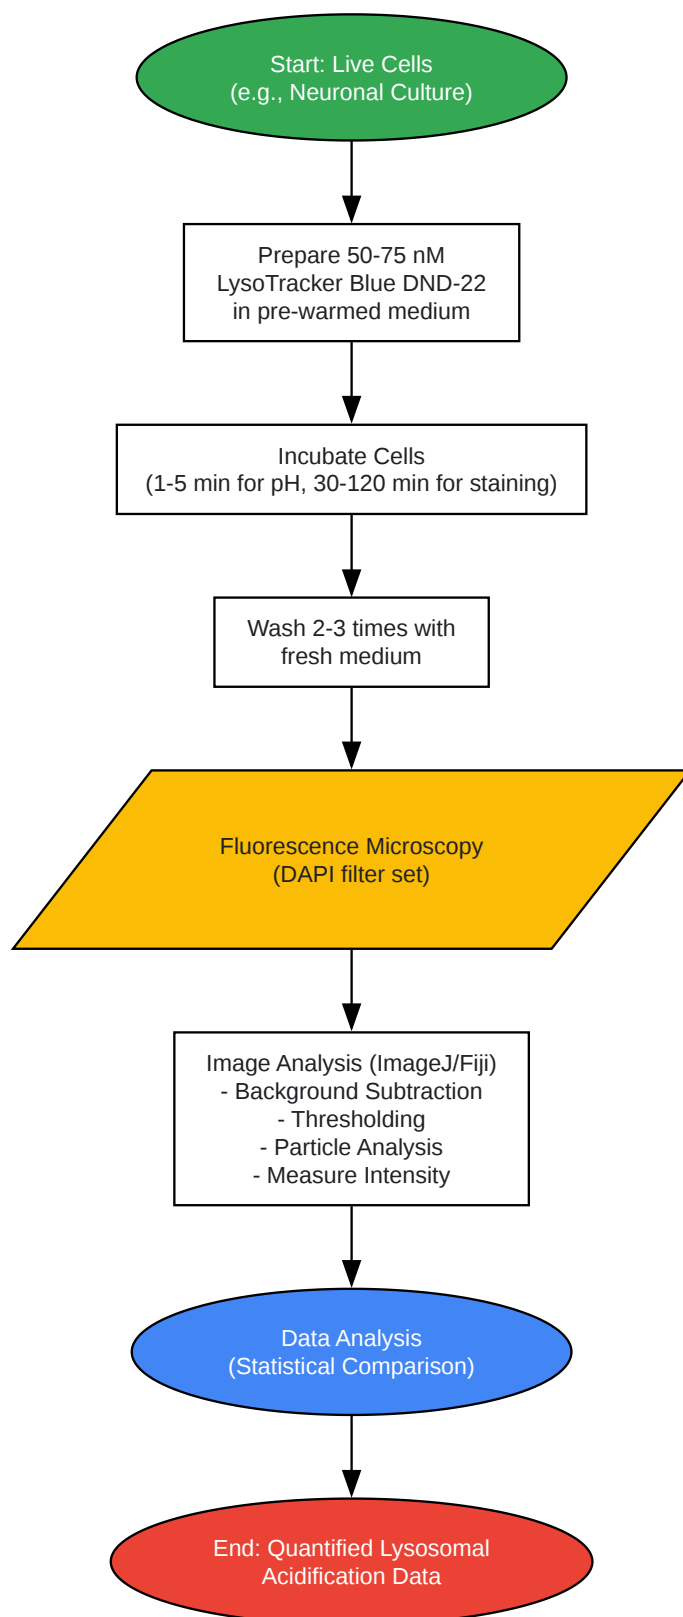 Start: Live Cells
(e.g., Neuronal Culture)
Prepare 50-75 nM
LysoTracker Blue DND-22
in pre-warmed medium
Incubate Cells
(1-5 min for pH, 30-120 min for staining)
Wash 2-3 times with
fresh medium
Fluorescence Microscopy
(DAPI filter set)
Image Analysis (ImageJ/Fiji)
- Background Subtraction
- Thresholding
- Particle Analysis
- Measure Intensity
Data Analysis
(Statistical Comparison)
End: Quantified Lysosomal
Acidification Data